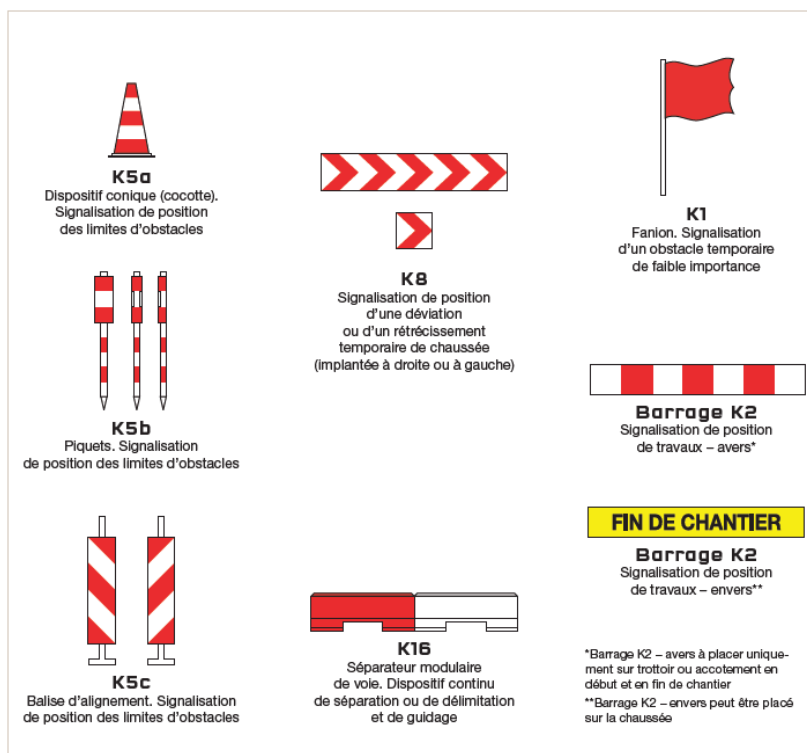 K5a
Dispositif conique (cocotte).
Signalisation de position
des limites d'obstacles
K5b
Piquets. Signalisation
de position des limites d'obstacles
K5c
Balise d'alignement. Signalisation
de position des limites d'obstacles
K8
Signalisation de position
d'une déviation
ou d'un rétrécissement
temporaire de chaussée
(implantée à droite ou à gauche)
K16
Séparateur modulaire
de voie. Dispositif continu
de séparation ou de délimitation
et de guidage
K1
Fanion. Signalisation
d'un obstacle temporaire
de faible importance
Barrage K2
Signalisation de position
de travaux – avers*
FIN DE CHANTIER
Barrage K2
Signalisation de position
de travaux – envers**
*Barrage K2 – avers à placer unique-
ment sur trottoir ou accotement en
début et en fin de chantier
**Barrage K2 – envers peut être placé
sur la chaussée